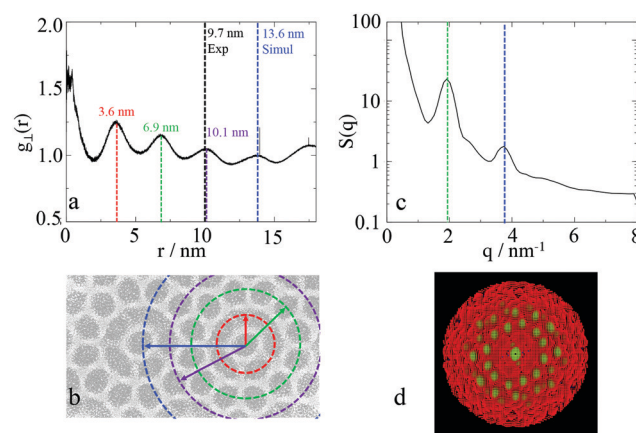 9.7 nm
Exp
13.6 nm
Simul
3.6 nm
6.9 nm
10.1 nm
g⊥(r)
2.0
1.5
1.0
0.5
a
0
5
10
15
r / nm
100
10
1
0.1
S(q)
c
0
2
4
6
8
q / nm⁻¹
b
d